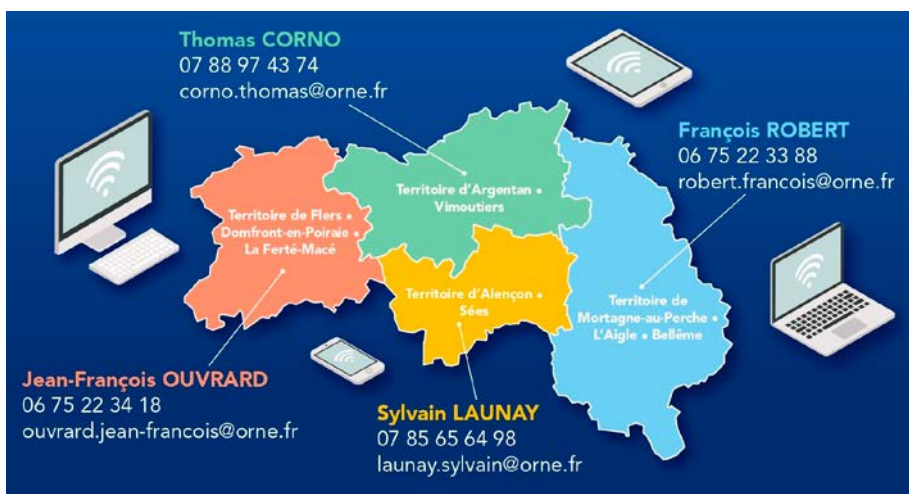 Thomas CORNO
07 88 97 43 74
corno.thomas@orne.fr
François ROBERT
06 75 22 33 88
robert.francois@orne.fr
Territoire d'Argentan •
Vimoutiers
Territoire de Flers •
Domfront-en-Poiraie •
La Ferté-Macé
Territoire d'Alençon •
Sées
Territoire de
Mortagne-au-Perche •
L'Aigle • Bellême
Jean-François OUVRARD
06 75 22 34 18
ouvrard.jean-francois@orne.fr
Sylvain LAUNAY
07 85 65 64 98
launay.sylvain@orne.fr